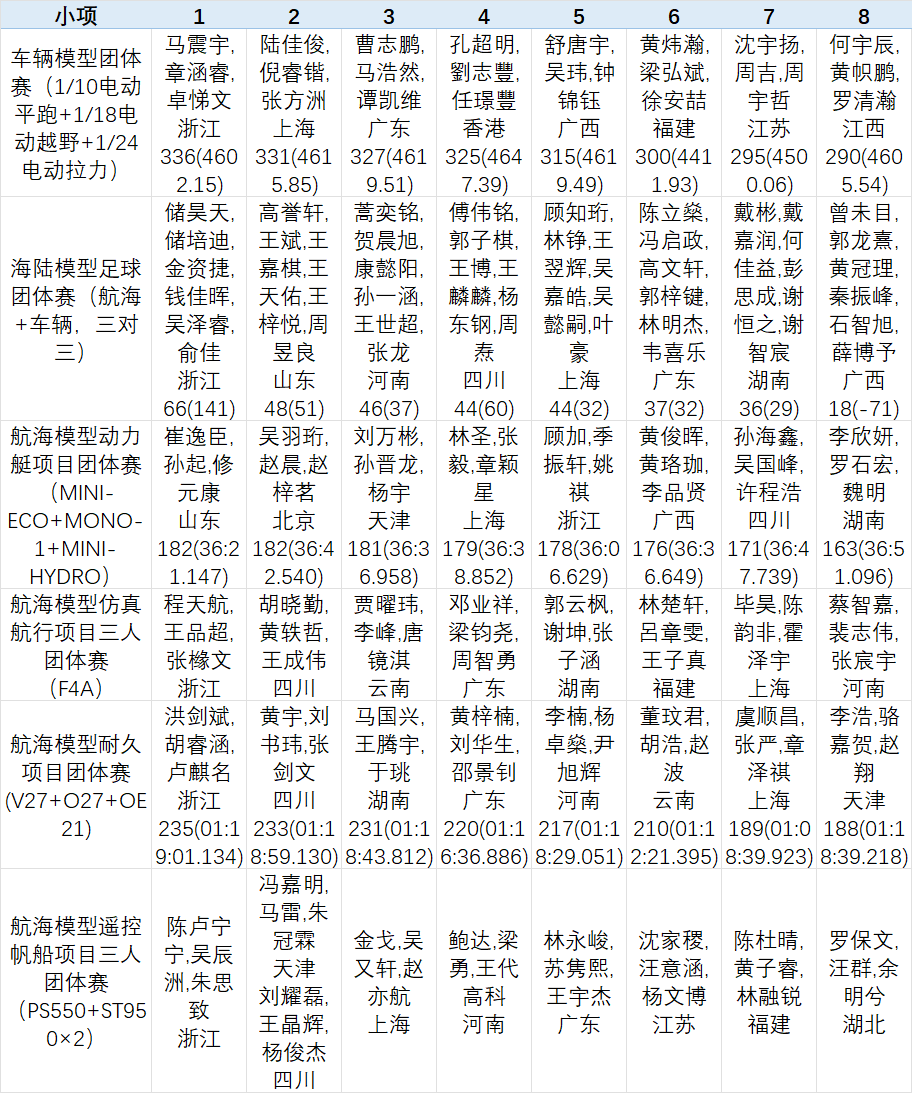 小项 1 2 3 4 5 6 7 8
车辆模型团体赛（1/10电动平跑+1/18电动越野+1/24电动拉力）
马震宇,章涵睿,卓悌文
浙江
336(4602.15)
陆佳俊,倪睿锴,张方洲
上海
331(4615.85)
曹志鹏,马浩然,谭凯维
广东
327(4619.51)
孔超明,劉志豐,任璟豐
香港
325(4647.39)
舒唐宇,吴玮,钟锦钰
广西
315(4619.49)
黄炜瀚,梁弘斌,徐安喆
福建
300(4411.93)
沈宇扬,周吉,周宇哲
江苏
295(4500.06)
何宇辰,黄帜鹏,罗清瀚
江西
290(4605.54)
海陆模型足球团体赛（航海+车辆，三对三）
储昊天,储培迪,金资捷,钱佳晖,吴泽睿,俞佳
浙江
66(141)
高誉轩,王斌,王嘉棋,王天佑,王梓悦,周昱良
山东
48(51)
蒿奕铭,贺晨旭,康懿阳,孙一涵,王世超,张龙
河南
46(37)
傅伟铭,郭子棋,王博,王麟麟,杨东钢,周焘
四川
44(60)
顾知珩,林铮,王翌辉,吴嘉皓,吴懿嗣,叶豪
上海
44(32)
陈立燊,冯启政,高文轩,郭梓键,林明杰,韦喜乐
广东
37(32)
戴彬,戴嘉润,何佳益,彭思成,谢恒之,谢智宸
湖南
36(29)
曾未目,郭龙熹,黄冠理,秦振峰,石智旭,薛博予
广西
18(-71)
航海模型动力艇项目团体赛（MINI-ECO+MONO-1+MINI-HYDRO）
崔逸臣,孙起,修元康
山东
182(36:21.147)
吴羽珩,赵晨,赵梓茗
北京
182(36:42.540)
刘万彬,孙晋龙,杨宇
天津
181(36:36.958)
林圣,张毅,章颖星
上海
179(36:38.852)
顾加,季振轩,姚祺
浙江
178(36:06.629)
黄俊晖,黄珞珈,李品贤
广西
176(36:36.649)
孙海鑫,吴国峰,许程浩
四川
171(36:47.739)
李欣妍,罗石宏,魏明
湖南
163(36:51.096)
航海模型仿真航行项目三人团体赛（F4A）
程天航,王品超,张橼文
浙江
胡晓勤,黄轶哲,王成伟
四川
贾曜玮,李峰,唐镜淇
云南
邓业祥,梁钧尧,周智勇
广东
郭云枫,谢坤,张子涵
湖南
林楚轩,呂章雯,王子真
福建
毕昊,陈韵非,霍泽宇
上海
蔡智嘉,裴志伟,张宸宇
河南
航海模型耐久项目团体赛(V27+O27+OE21)
洪剑斌,胡睿涵,卢麒名
浙江
235(01:19:01.134)
黄宇,刘书玮,张剑文
四川
233(01:18:59.130)
马国兴,王腾宇,于珧
湖南
231(01:18:43.812)
黄梓楠,刘华生,邵景钊
广东
220(01:16:36.886)
李楠,杨卓燊,尹旭辉
河南
217(01:18:29.051)
董玟君,胡浩,赵波
云南
210(01:12:21.395)
虞顺昌,张严,章泽祺
上海
189(01:08:39.923)
李浩,骆嘉贺,赵翔
天津
188(01:18:39.218)
航海模型遥控帆船项目三人团体赛（PS550+ST950×2）
陈卢宁宁,吴辰洲,朱思致
浙江
冯嘉明,马雷,朱冠霖
天津
刘耀磊,王晶辉,杨俊杰
四川
金戈,吴又轩,赵亦航
上海
鲍达,梁勇,王代高科
河南
林永峻,苏隽熙,王宇杰
广东
沈家稷,汪意涵,杨文博
江苏
陈杜晴,黄子睿,林融锐
福建
罗保文,汪群,余明兮
湖北